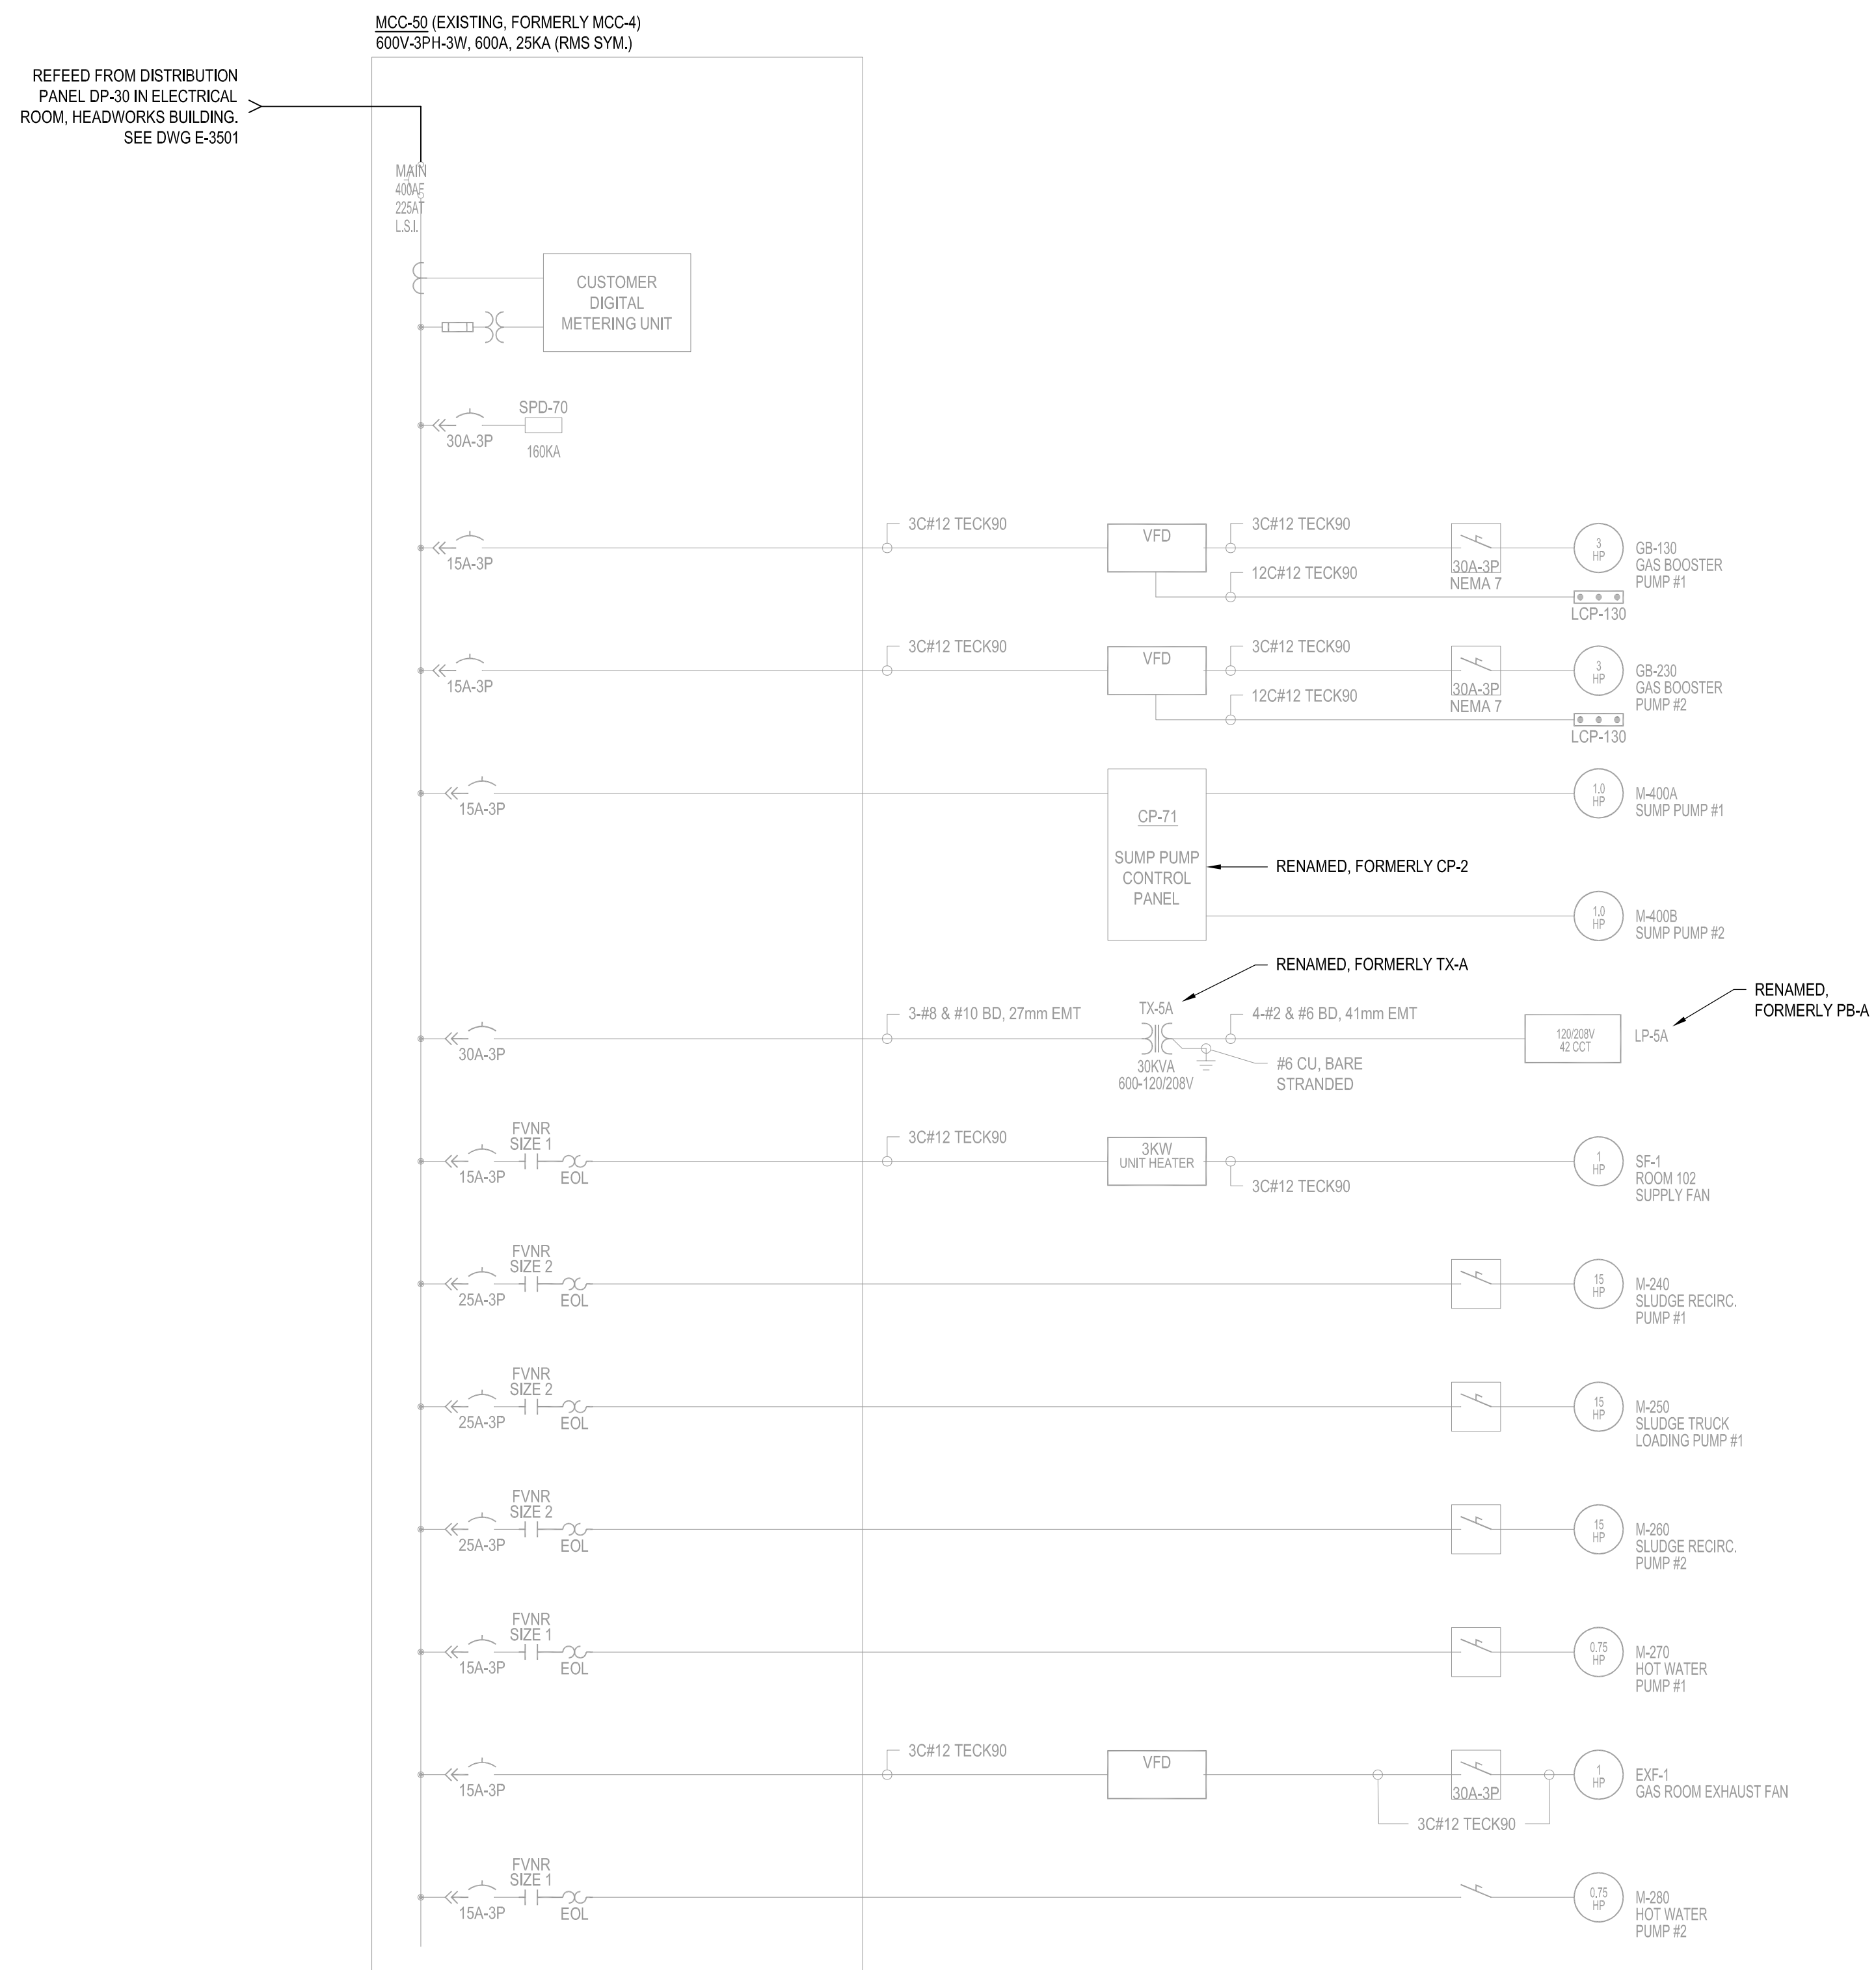 MCC-50 (EXISTING, FORMERLY MCC-4)
600V-3PH-3W, 600A, 25KA (RMS SYM.)
REFEED FROM DISTRIBUTION
PANEL DP-30 IN ELECTRICAL
ROOM, HEADWORKS BUILDING.
SEE DWG E-3501
MAIN
400AF
225AT
L.S.I.
CUSTOMER
DIGITAL
METERING UNIT
SPD-70
30A-3P
160KA
15A-3P
3C#12 TECK90
VFD
3C#12 TECK90
12C#12 TECK90
30A-3P
NEMA 7
3
HP
GB-130
GAS BOOSTER
PUMP #1
LCP-130
15A-3P
3C#12 TECK90
VFD
3C#12 TECK90
12C#12 TECK90
30A-3P
NEMA 7
3
HP
GB-230
GAS BOOSTER
PUMP #2
LCP-130
15A-3P
CP-71
SUMP PUMP
CONTROL
PANEL
RENAMED, FORMERLY CP-2
1.0
HP
M-400A
SUMP PUMP #1
1.0
HP
M-400B
SUMP PUMP #2
30A-3P
3-#8 & #10 BD, 27mm EMT
TX-5A
RENAMED, FORMERLY TX-A
30KVA
600-120/208V
4-#2 & #6 BD, 41mm EMT
#6 CU, BARE
STRANDED
120/208V
42 CCT
LP-5A
RENAMED,
FORMERLY PB-A
FVNR
SIZE 1
15A-3P
EOL
3C#12 TECK90
3KW
UNIT HEATER
3C#12 TECK90
1
HP
SF-1
ROOM 102
SUPPLY FAN
FVNR
SIZE 2
25A-3P
EOL
15
HP
M-240
SLUDGE RECIRC.
PUMP #1
FVNR
SIZE 2
25A-3P
EOL
15
HP
M-250
SLUDGE TRUCK
LOADING PUMP #1
FVNR
SIZE 2
25A-3P
EOL
15
HP
M-260
SLUDGE RECIRC.
PUMP #2
FVNR
SIZE 1
15A-3P
EOL
0.75
HP
M-270
HOT WATER
PUMP #1
15A-3P
3C#12 TECK90
VFD
30A-3P
3C#12 TECK90
1
HP
EXF-1
GAS ROOM EXHAUST FAN
FVNR
SIZE 1
15A-3P
EOL
0.75
HP
M-280
HOT WATER
PUMP #2